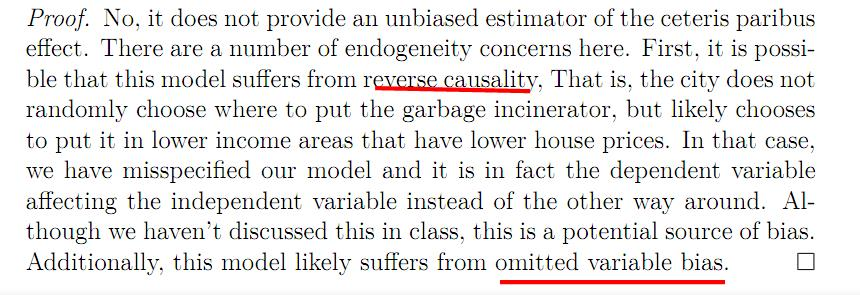 Proof. No, it does not provide an unbiased estimator of the ceteris paribus
effect. There are a number of endogeneity concerns here. First, it is possi-
ble that this model suffers from reverse causality, That is, the city does not
randomly choose where to put the garbage incinerator, but likely chooses
to put it in lower income areas that have lower house prices. In that case,
we have misspecified our model and it is in fact the dependent variable
affecting the independent variable instead of the other way around. Al-
though we haven't discussed this in class, this is a potential source of bias.
Additionally, this model likely suffers from omitted variable bias. □